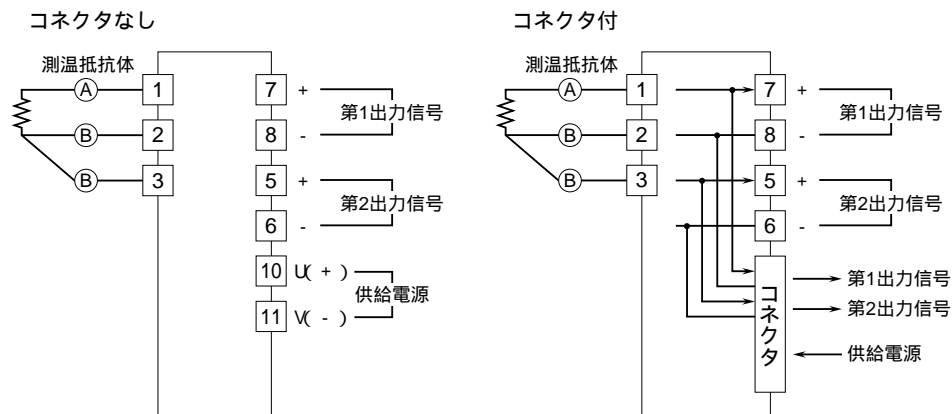 コネクタなし
測温抵抗体
A
1
B
2
B
3
7 +
8 -
第1出力信号
5 +
6 -
第2出力信号
10 U( + )
11 V( - )
供給電源
コネクタ付
測温抵抗体
A
1
B
2
B
3
7 +
8 -
第1出力信号
5 +
6 -
第2出力信号
コネクタ
第1出力信号
第2出力信号
供給電源